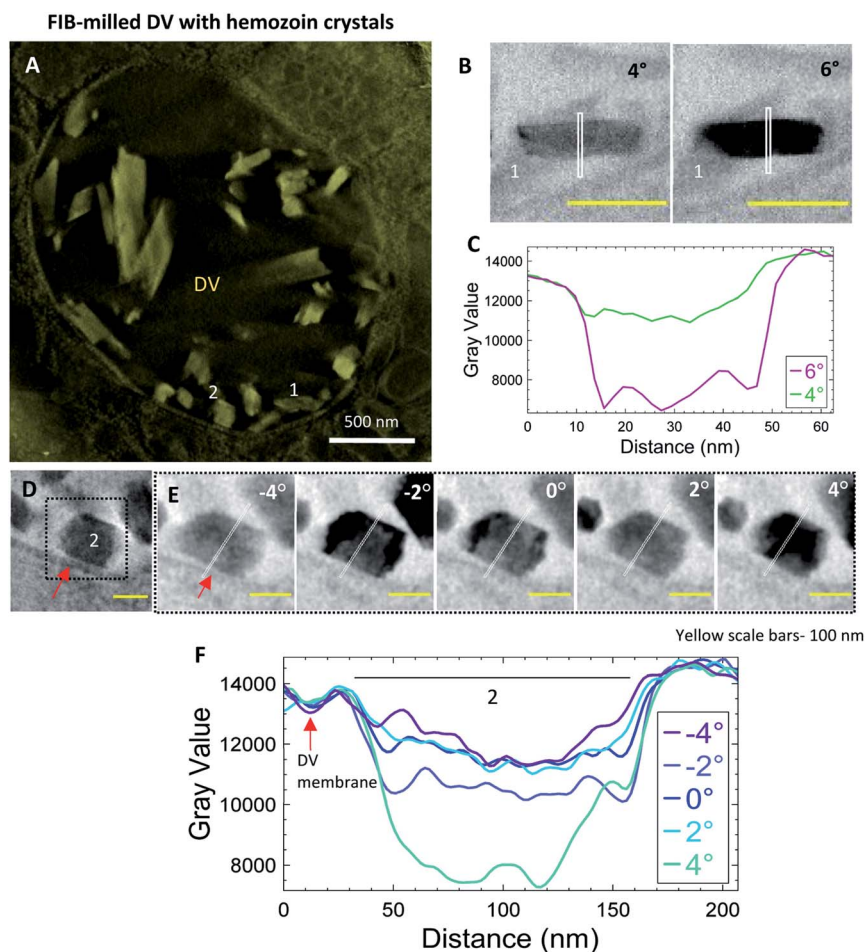 FIB-milled DV with hemozoin crystals
A
DV
2
1
500 nm
B
4°
1
6°
1
C
14000
12000
10000
8000
Gray Value
0 10 20 30 40 50 60
Distance (nm)
6°
4°
D
2
E
-4°
-2°
0°
2°
4°
Yellow scale bars- 100 nm
F
14000
12000
10000
8000
Gray Value
2
DV
membrane
-4°
-2°
0°
2°
4°
0 50 100 150 200
Distance (nm)